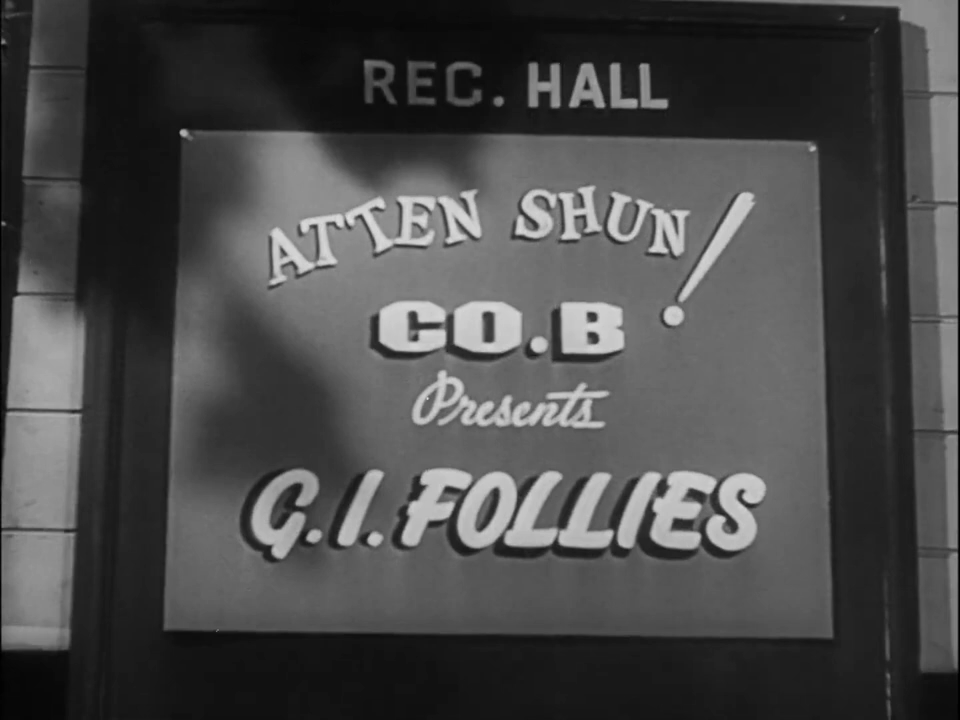 REC. HALL
ATTEN SHUN!
CO.B
Presents
G.I. FOLLIES